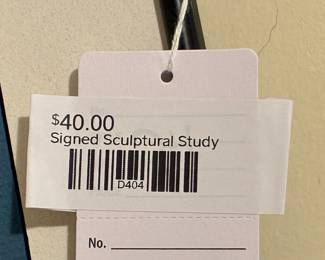 $40.00
Signed Sculptural Study
D404
No.